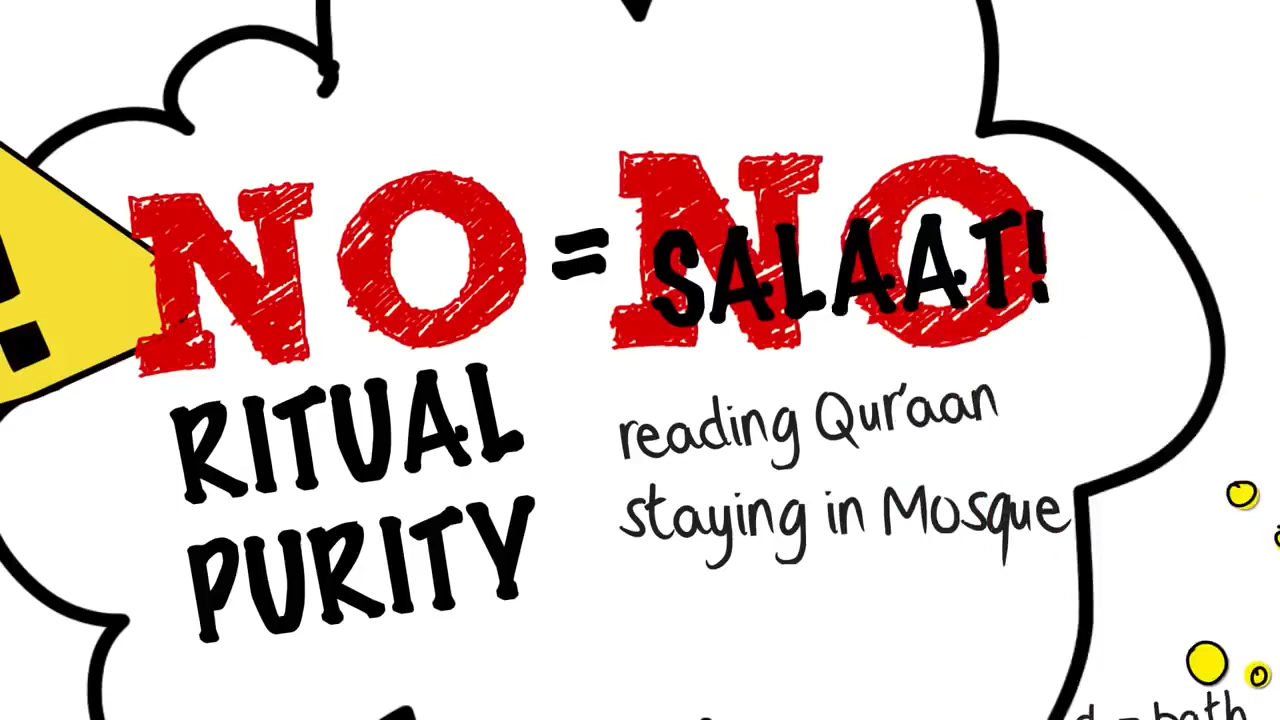 NO = NO
SALAAT!
RITUAL
PURITY
reading Qur'aan
staying in Mosque
bath